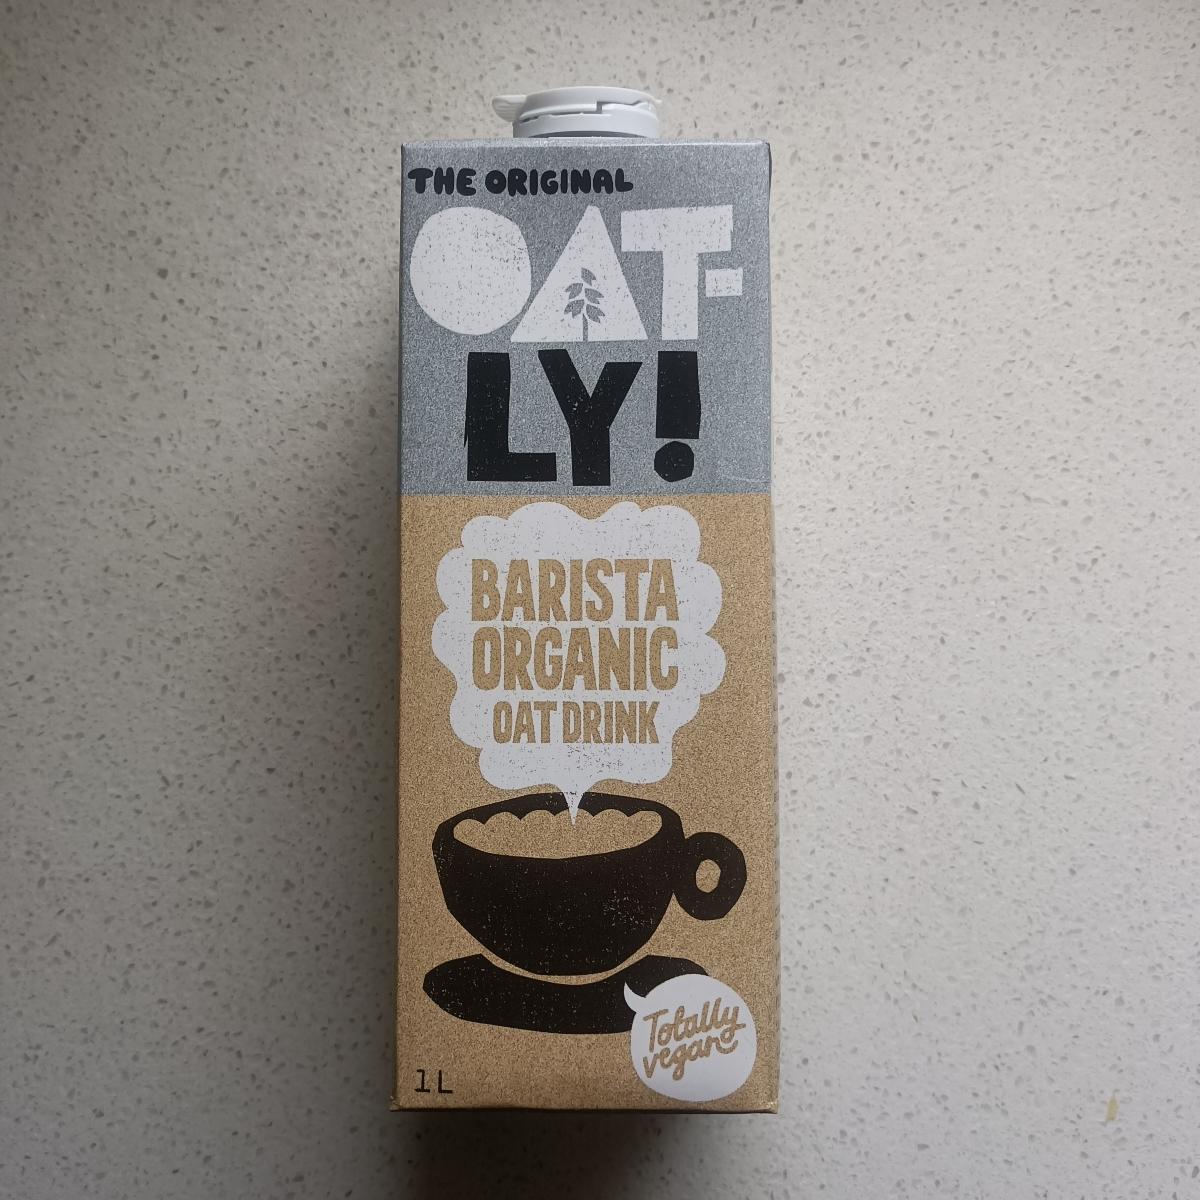 THE ORIGINAL
OAT-
LY!
BARISTA
ORGANIC
OAT DRINK
Totally
vegan
1L